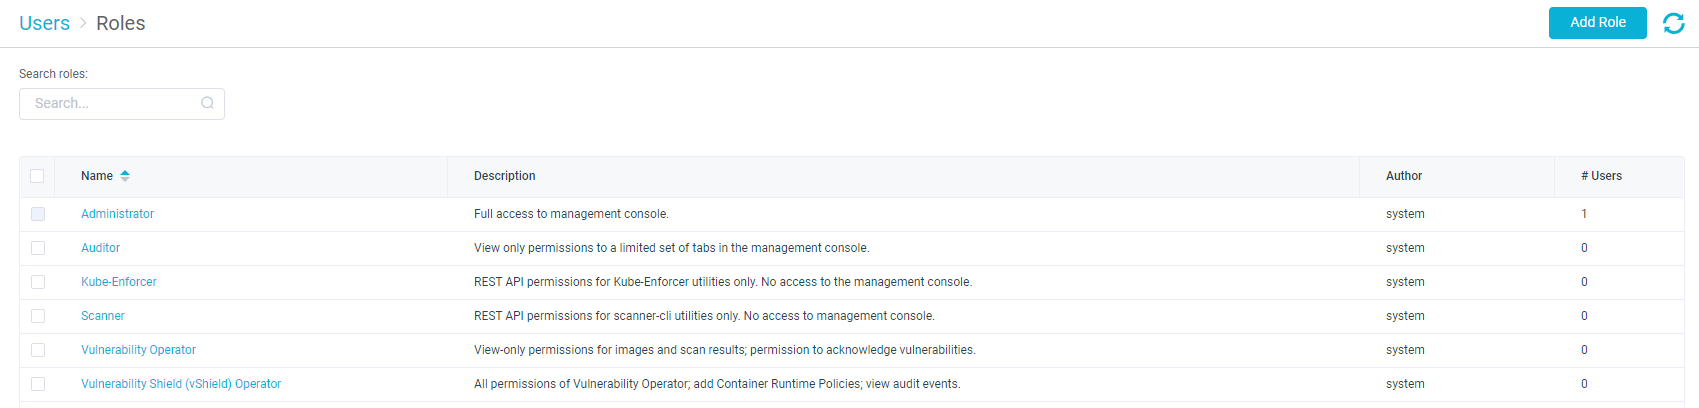 Users > Roles Add Role
Search roles:
Search...
Name Description Author # Users
Administrator Full access to management console. system 1
Auditor View only permissions to a limited set of tabs in the management console. system 0
Kube-Enforcer REST API permissions for Kube-Enforcer utilities only. No access to the management console. system 0
Scanner REST API permissions for scanner-cli utilities only. No access to management console. system 0
Vulnerability Operator View-only permissions for images and scan results; permission to acknowledge vulnerabilities. system 0
Vulnerability Shield (vShield) Operator All permissions of Vulnerability Operator; add Container Runtime Policies; view audit events. system 0